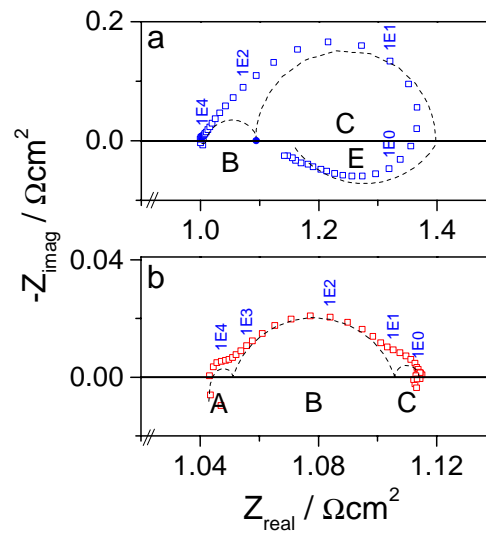 0.2
a
1E4
1E2
1E1
1E0
B
C
E
0.0
1.0
1.2
1.4
-Z_imag / Ωcm²
0.04
b
1E4
1E3
1E2
1E1
1E0
0.00
A
B
C
1.04
1.08
1.12
Z_real / Ωcm²